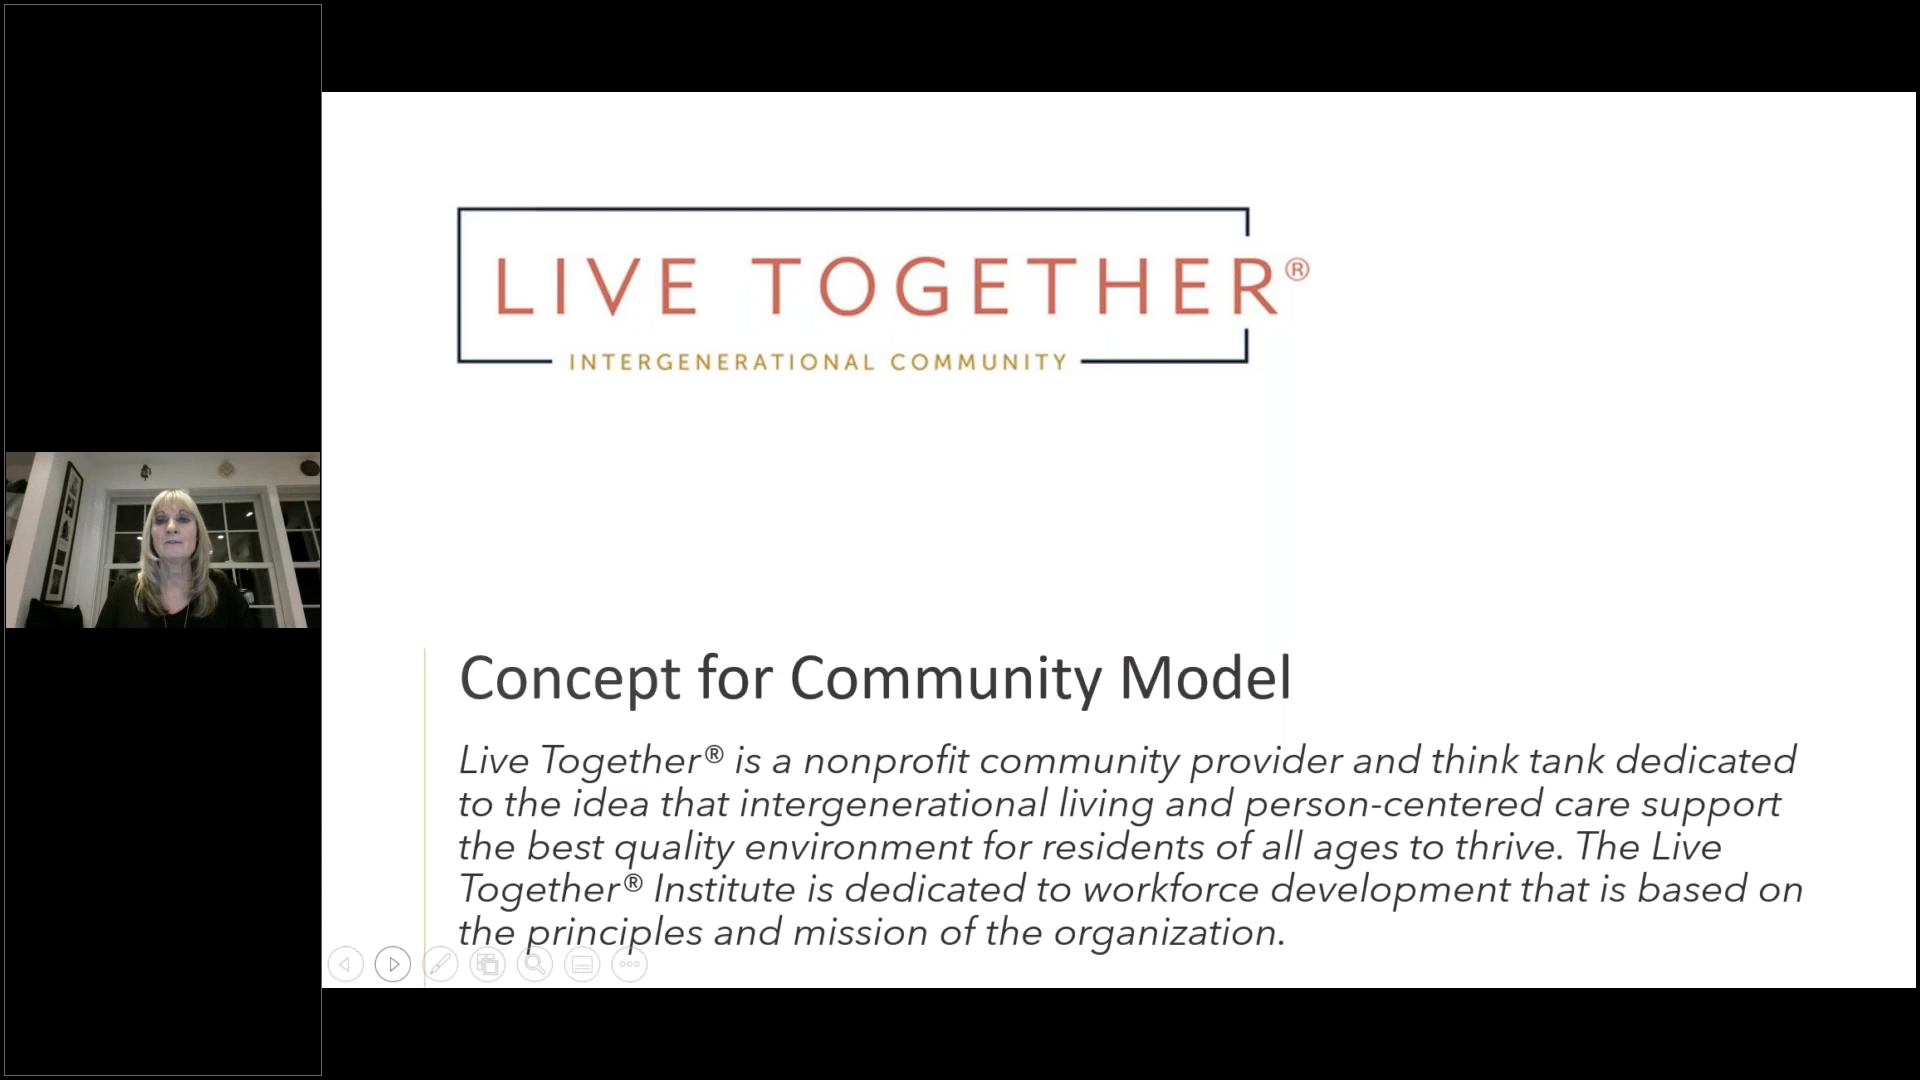 LIVE TOGETHER®
INTERGENERATIONAL COMMUNITY
Concept for Community Model
Live Together® is a nonprofit community provider and think tank dedicated
to the idea that intergenerational living and person-centered care support
the best quality environment for residents of all ages to thrive. The Live
Together® Institute is dedicated to workforce development that is based on
the principles and mission of the organization.